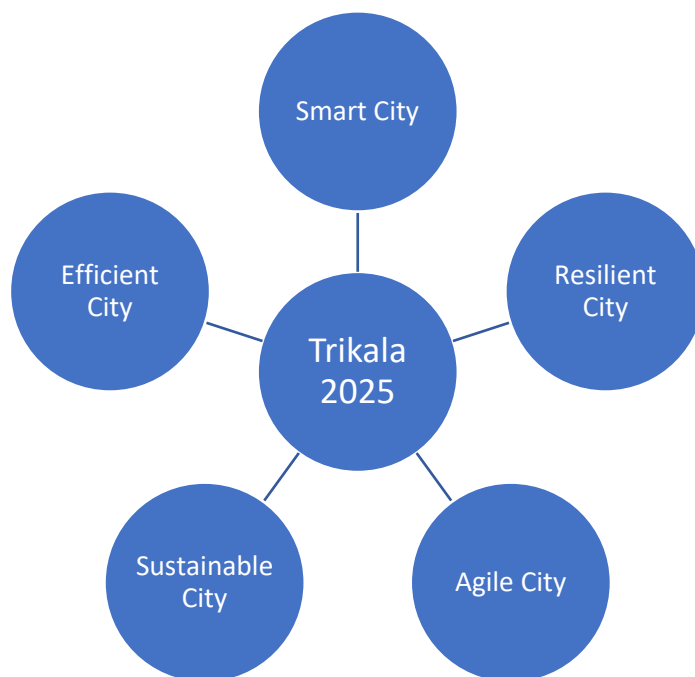 Smart City
Efficient
City
Resilient
City
Trikala
2025
Sustainable
City
Agile City